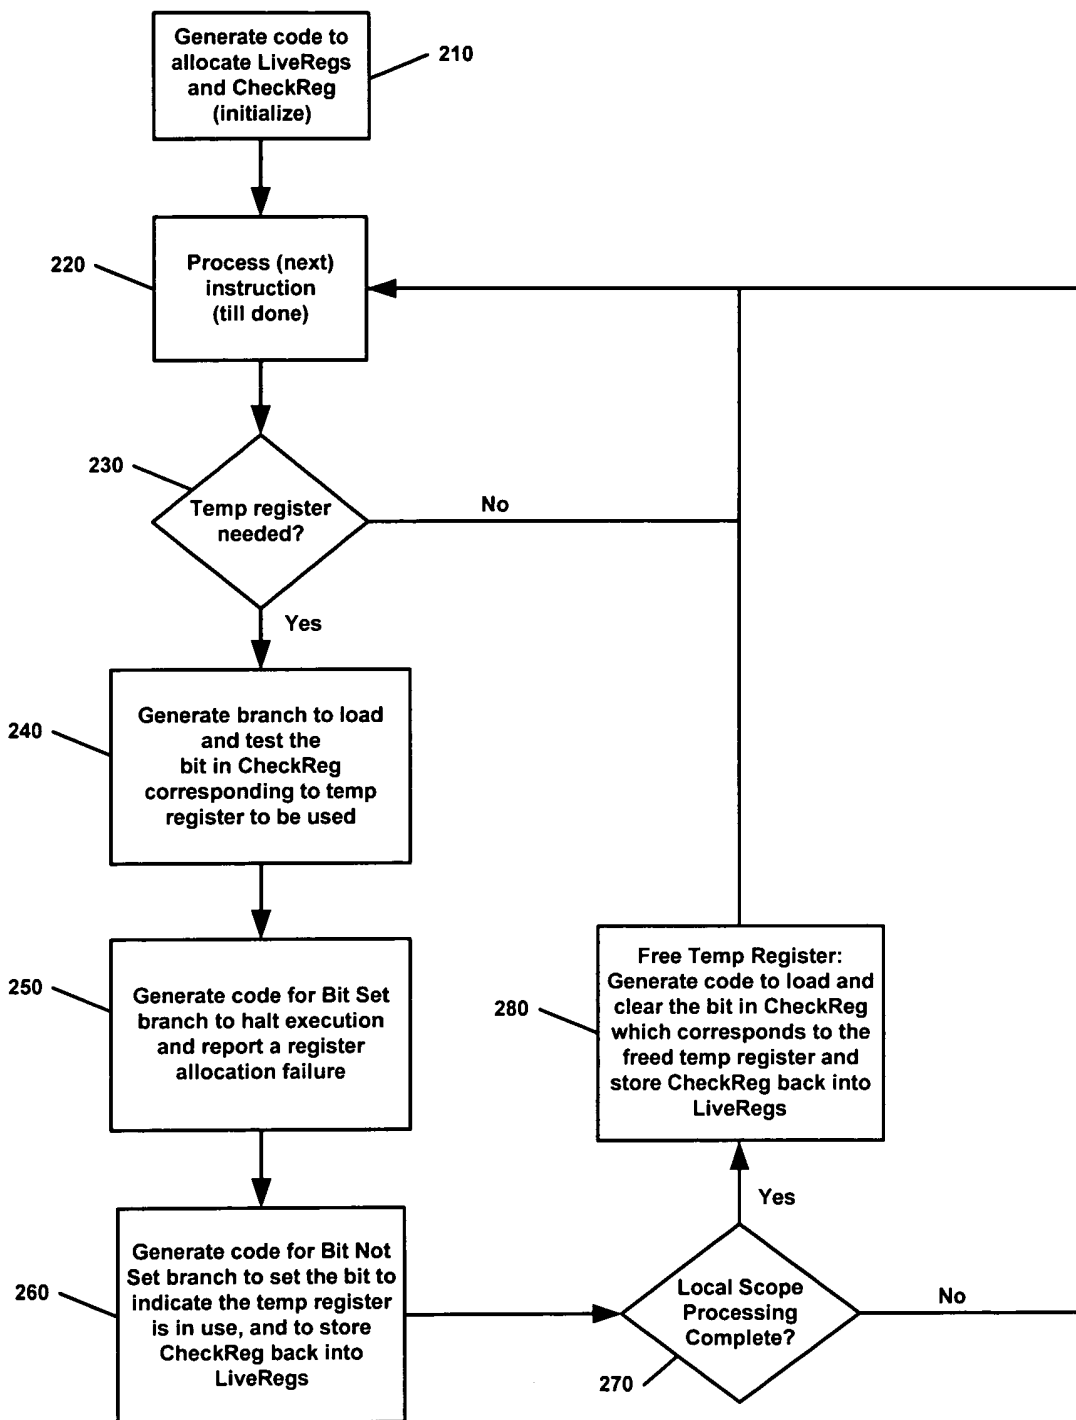 Generate code to
allocate LiveRegs
and CheckReg
(initialize)
210
220
Process (next)
instruction
(till done)
230
Temp register
needed?
No
Yes
240
Generate branch to load
and test the
bit in CheckReg
corresponding to temp
register to be used
250
Generate code for Bit Set
branch to halt execution
and report a register
allocation failure
280
Free Temp Register:
Generate code to load and
clear the bit in CheckReg
which corresponds to the
freed temp register and
store CheckReg back into
LiveRegs
Yes
260
Generate code for Bit Not
Set branch to set the bit to
indicate the temp register
is in use, and to store
CheckReg back into
LiveRegs
Local Scope
Processing
Complete?
No
270